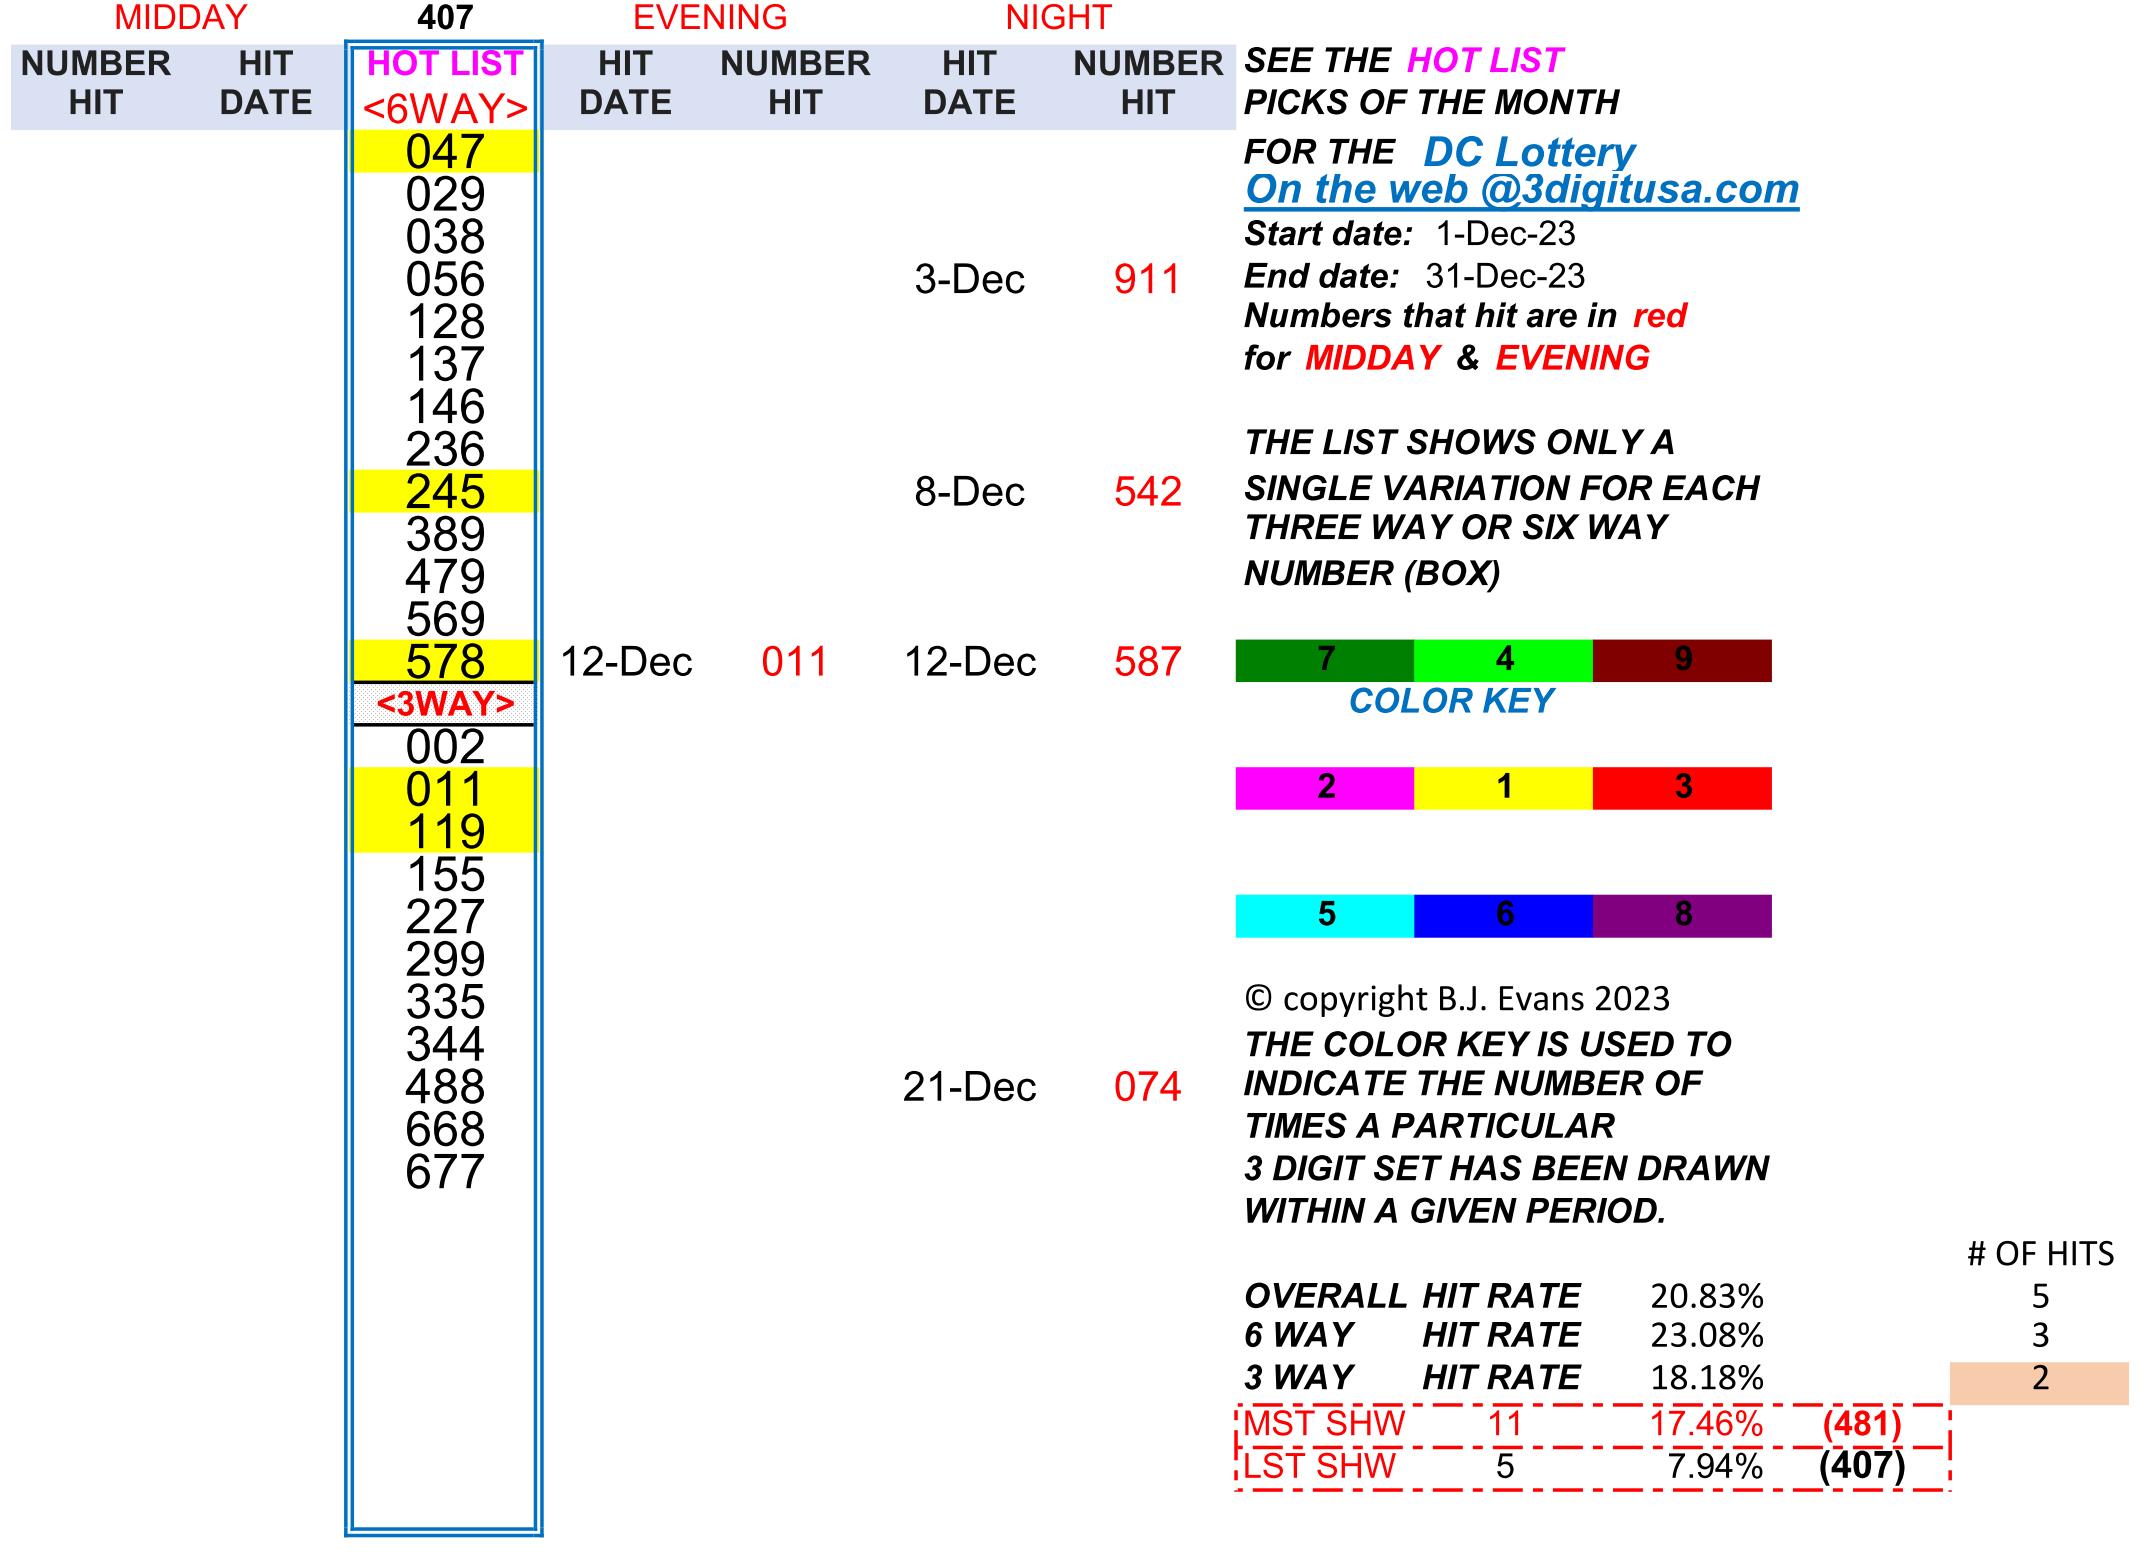 MIDDAY 407 EVENING NIGHT
NUMBER HIT HOT LIST HIT NUMBER HIT NUMBER SEE THE HOT LIST
HIT DATE <6WAY> DATE HIT DATE HIT PICKS OF THE MONTH
047 FOR THE DC Lottery
029 On the web @3digitusa.com
038 Start date: 1-Dec-23
056 3-Dec 911 End date: 31-Dec-23
128 Numbers that hit are in red
137 for MIDDAY & EVENING
146
236 THE LIST SHOWS ONLY A
245 8-Dec 542 SINGLE VARIATION FOR EACH
389 THREE WAY OR SIX WAY
479 NUMBER (BOX)
569
578 12-Dec 011 12-Dec 587 7 4 9
<3WAY> COLOR KEY
002
011 2 1 3
119
155
227 5 6 8
299
335 © copyright B.J. Evans 2023
344 THE COLOR KEY IS USED TO
488 21-Dec 074 INDICATE THE NUMBER OF
668 TIMES A PARTICULAR
677 3 DIGIT SET HAS BEEN DRAWN
WITHIN A GIVEN PERIOD.
# OF HITS
OVERALL HIT RATE 20.83% 5
6 WAY HIT RATE 23.08% 3
3 WAY HIT RATE 18.18% 2
MST SHW 11 17.46% (481)
LST SHW 5 7.94% (407)